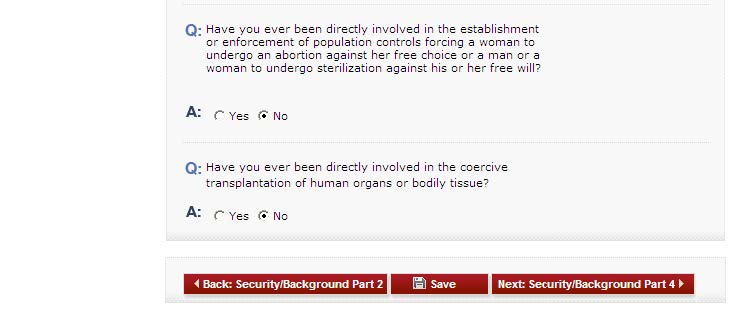 Q: Have you ever been directly involved in the establishment
or enforcement of population controls forcing a woman to
undergo an abortion against her free choice or a man or a
woman to undergo sterilization against his or her free will?
A: Yes No
Q: Have you ever been directly involved in the coercive
transplantation of human organs or bodily tissue?
A: Yes No
Back: Security/Background Part 2 Save Next: Security/Background Part 4